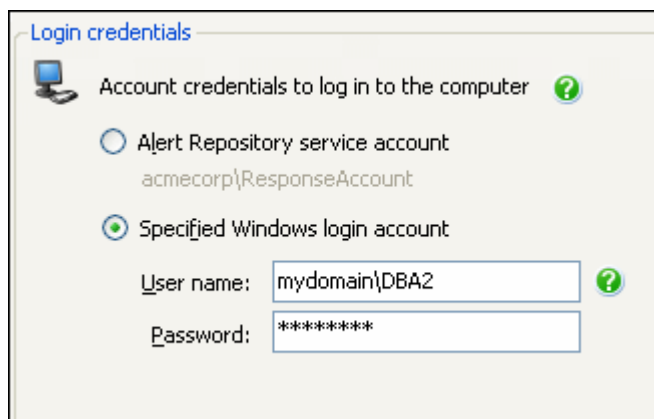 Login credentials
Account credentials to log in to the computer ?
Alert Repository service account
acmecorp\ResponseAccount
Specified Windows login account
User name: mydomain\DBA2 ?
Password: ********